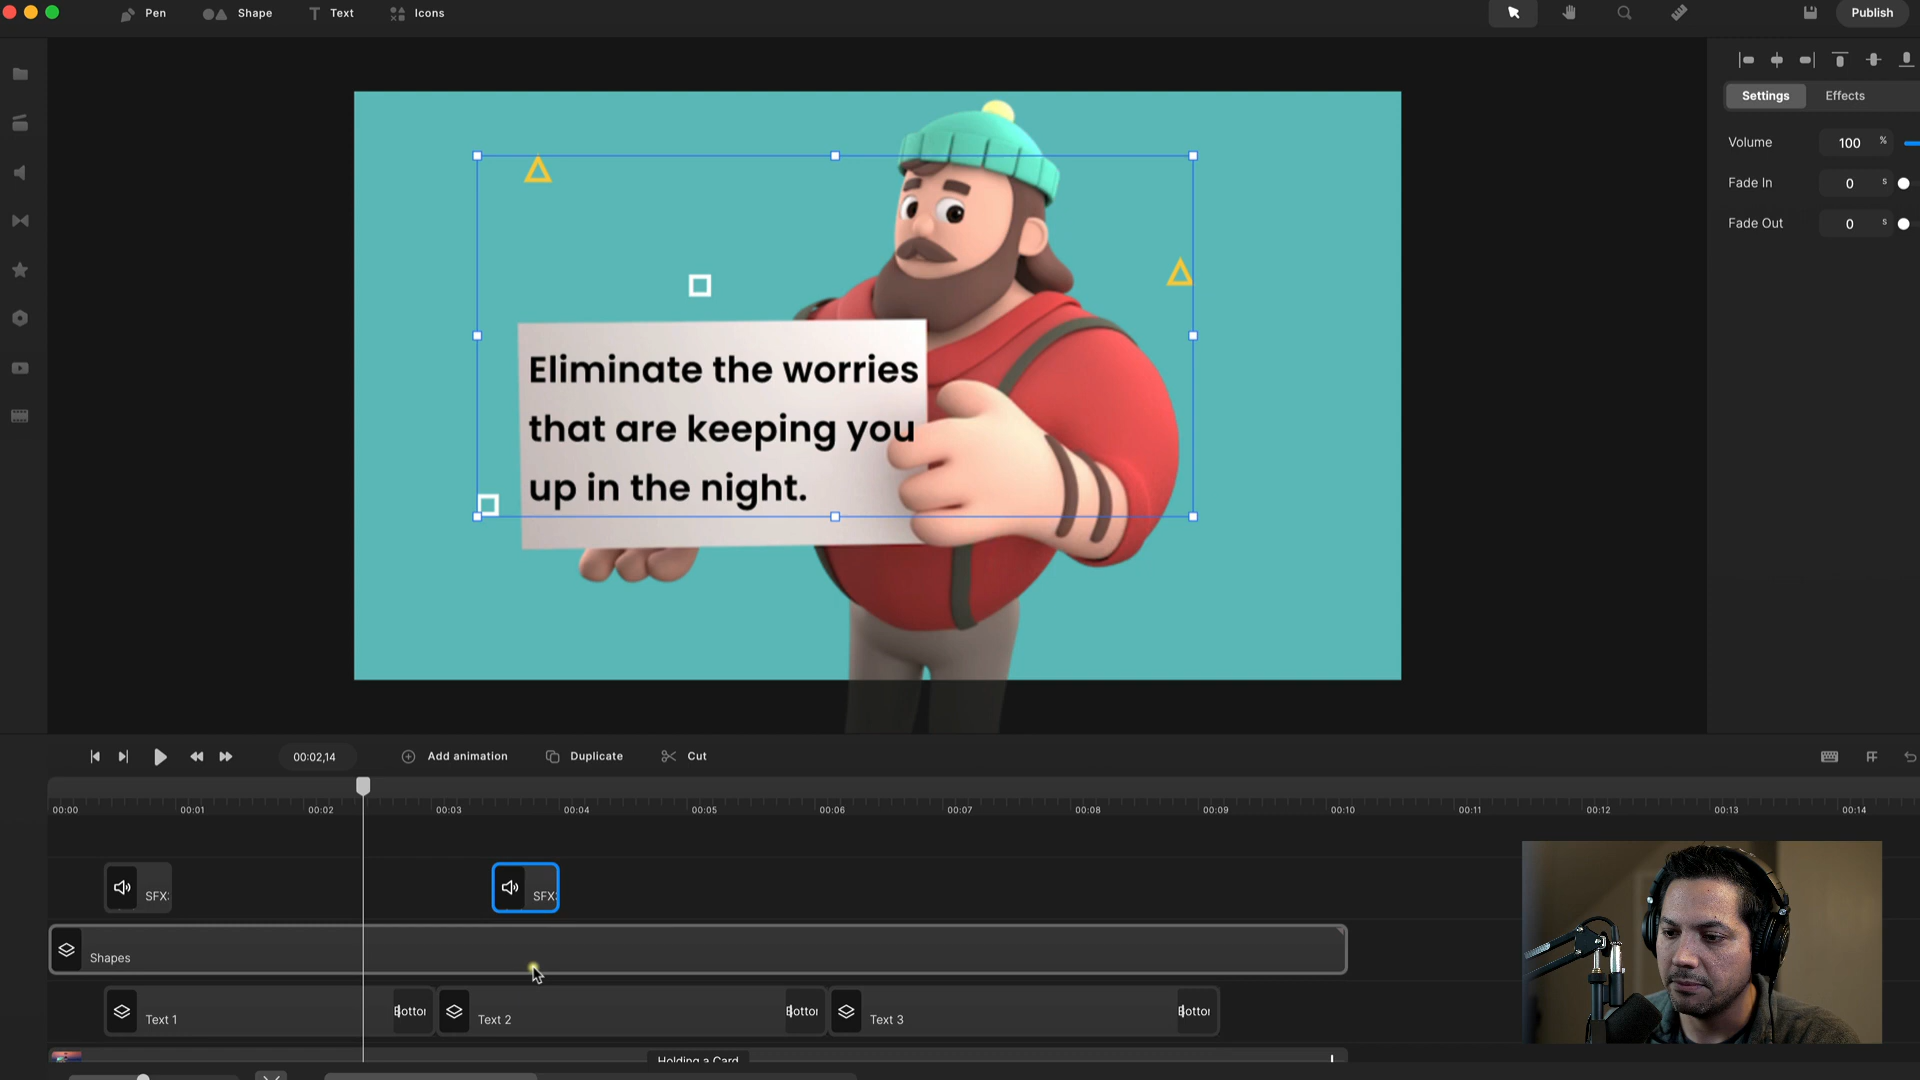 Pen Shape Text Icons Publish
Settings Effects
Volume 100 %
Fade In 0 s
Fade Out 0 s
Eliminate the worries
that are keeping you
up in the night.
00:02,14 Add animation Duplicate Cut
00:00 00:01 00:02 00:03 00:04 00:05 00:06 00:07 00:08 00:09 00:10 00:11 00:12 00:13 00:14
SFX: SFX:
Shapes
Text 1 Bottor Text 2 Bottor Text 3 Bottor
Holding a Card